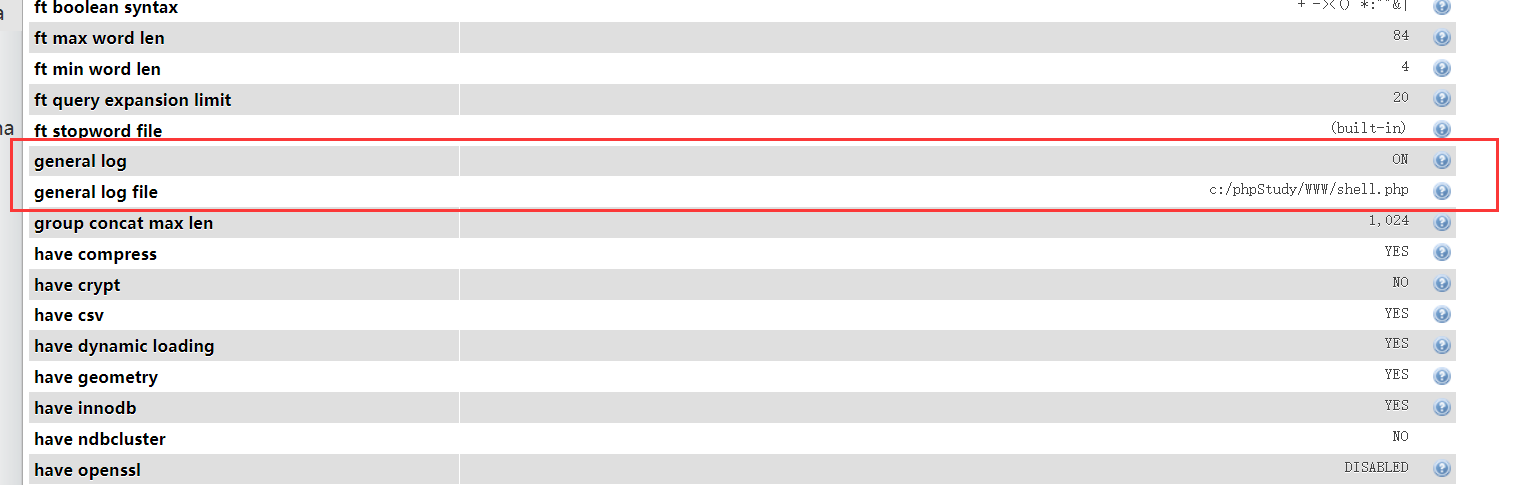 ft boolean syntax
ft max word len 84
ft min word len 4
ft query expansion limit 20
ft stopword file (built-in)
general log ON
general log file c:/phpStudy/WWW/shell.php
group concat max len 1,024
have compress YES
have crypt NO
have csv YES
have dynamic loading YES
have geometry YES
have innodb YES
have ndbcluster NO
have openssl DISABLED